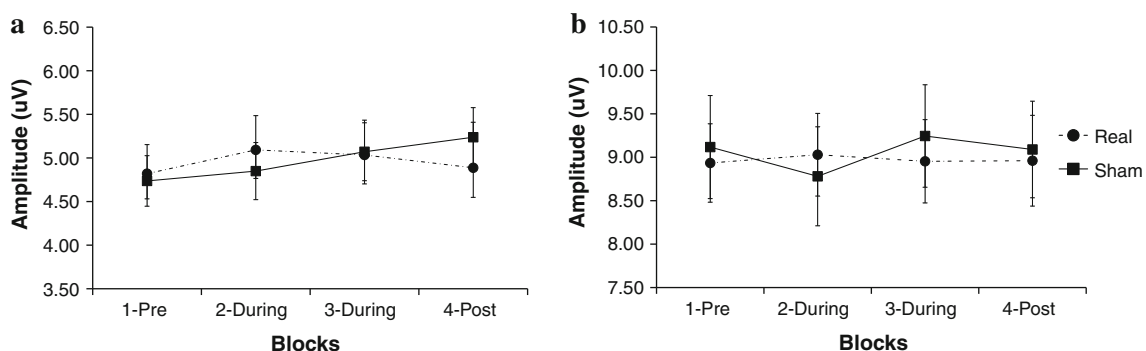 a
Amplitude (uV)
6.50
6.00
5.50
5.00
4.50
4.00
3.50
1-Pre 2-During 3-During 4-Post
Blocks
b
Amplitude (uV)
10.50
10.00
9.50
9.00
8.50
8.00
7.50
1-Pre 2-During 3-During 4-Post
Blocks
Real
Sham